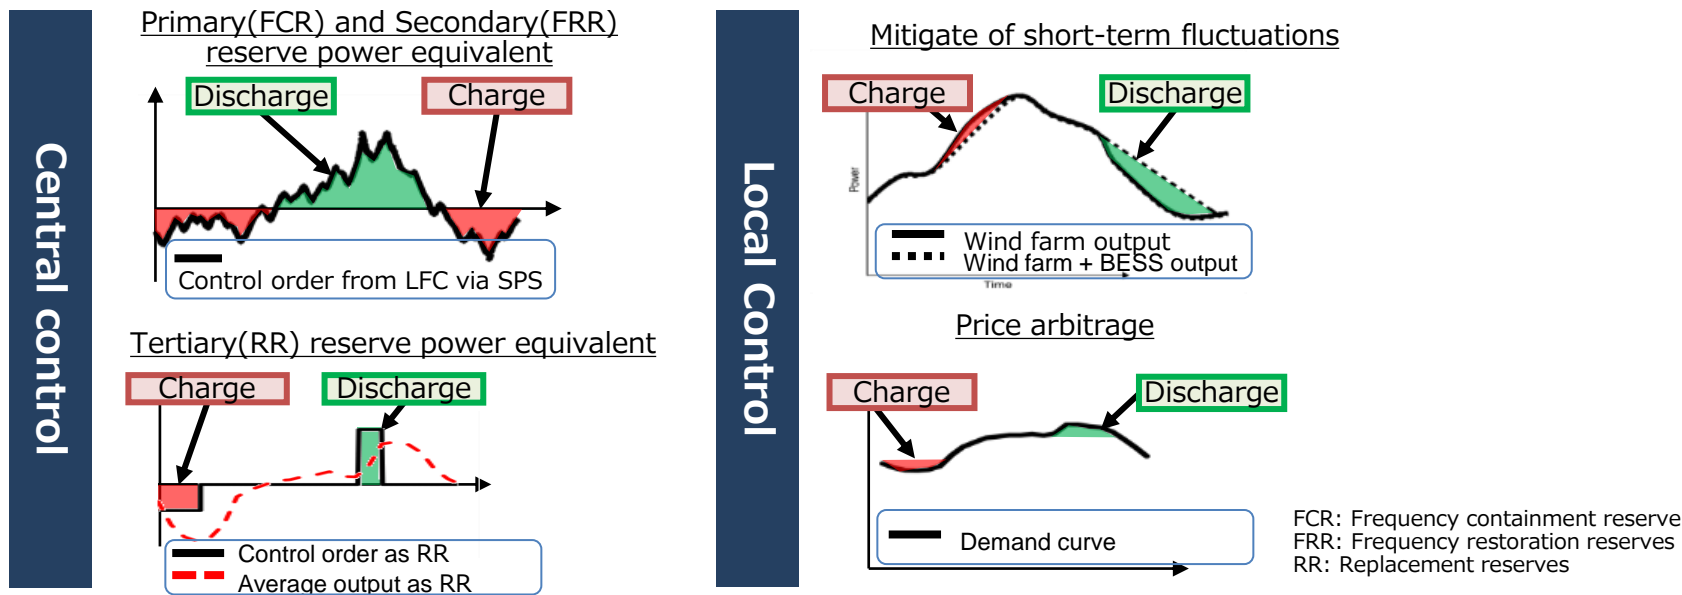 Central control
Primary(FCR) and Secondary(FRR)
reserve power equivalent
Discharge
Charge
Control order from LFC via SPS
Tertiary(RR) reserve power equivalent
Charge
Discharge
Control order as RR
Average output as RR
Local Control
Mitigate of short-term fluctuations
Charge
Discharge
Power
Wind farm output
Wind farm + BESS output
Time
Price arbitrage
Charge
Discharge
Demand curve
FCR: Frequency containment reserve
FRR: Frequency restoration reserves
RR: Replacement reserves